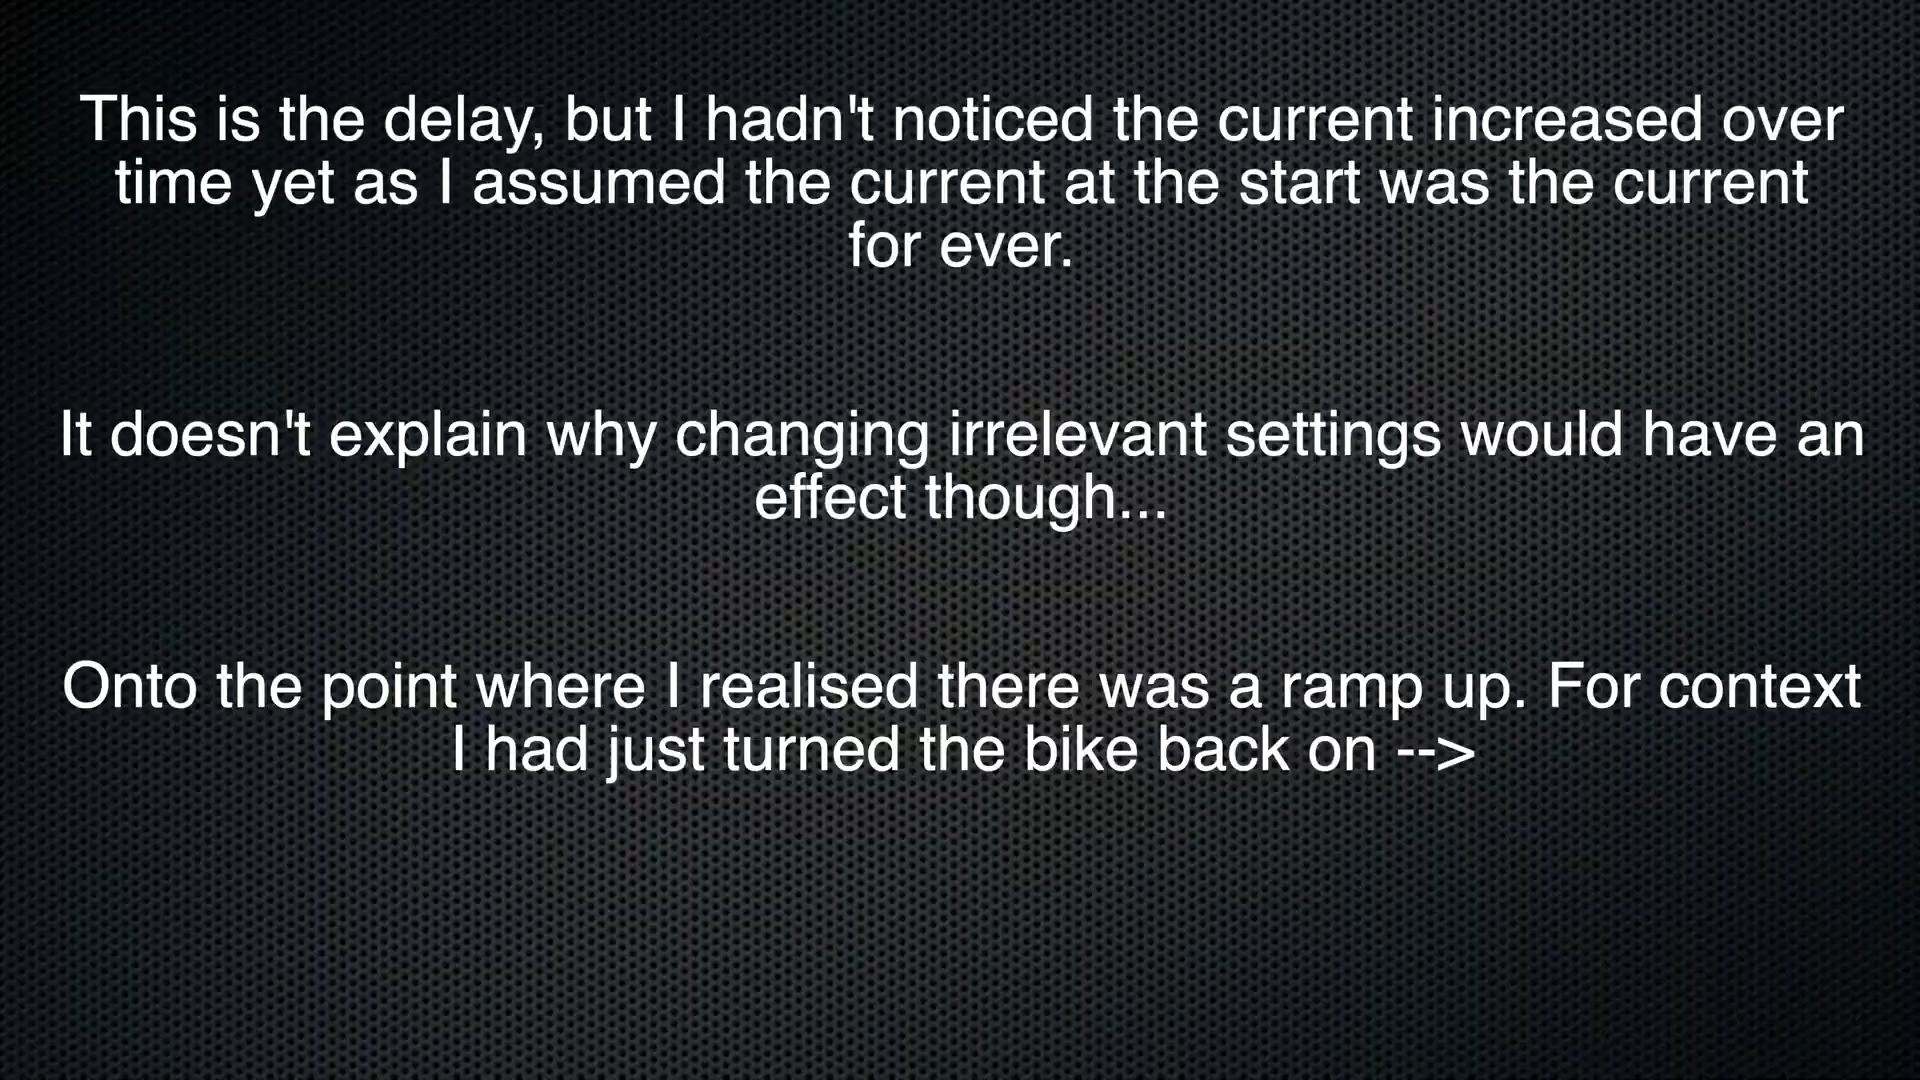 This is the delay, but I hadn't noticed the current increased over
time yet as I assumed the current at the start was the current
for ever.
It doesn't explain why changing irrelevant settings would have an
effect though...
Onto the point where I realised there was a ramp up. For context
I had just turned the bike back on -->